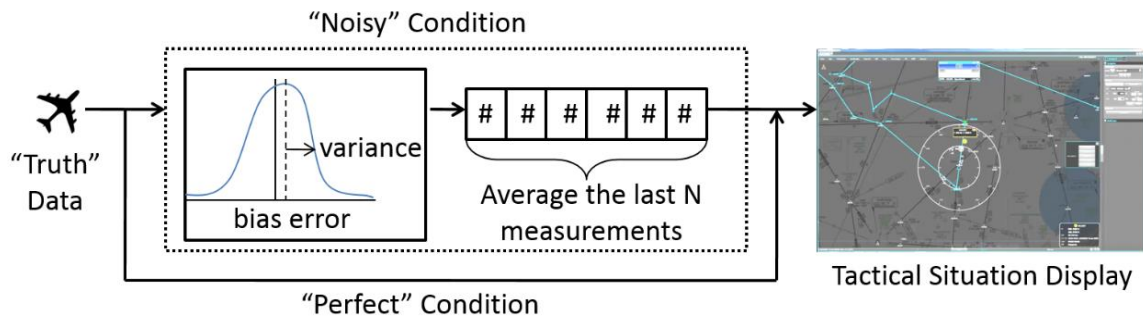 “Noisy” Condition
“Truth”
Data
variance
bias error
# # # # # #
Average the last N
measurements
“Perfect” Condition
Tactical Situation Display